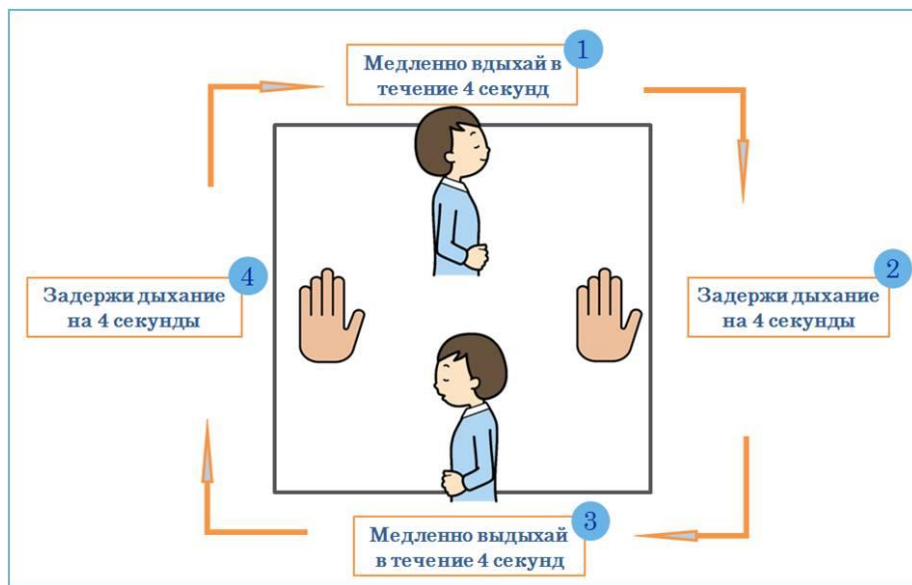 1
Медленно вдыхай в
течение 4 секунд
2
Задержи дыхание
на 4 секунды
3
Медленно выдыхай
в течение 4 секунд
4
Задержи дыхание
на 4 секунды